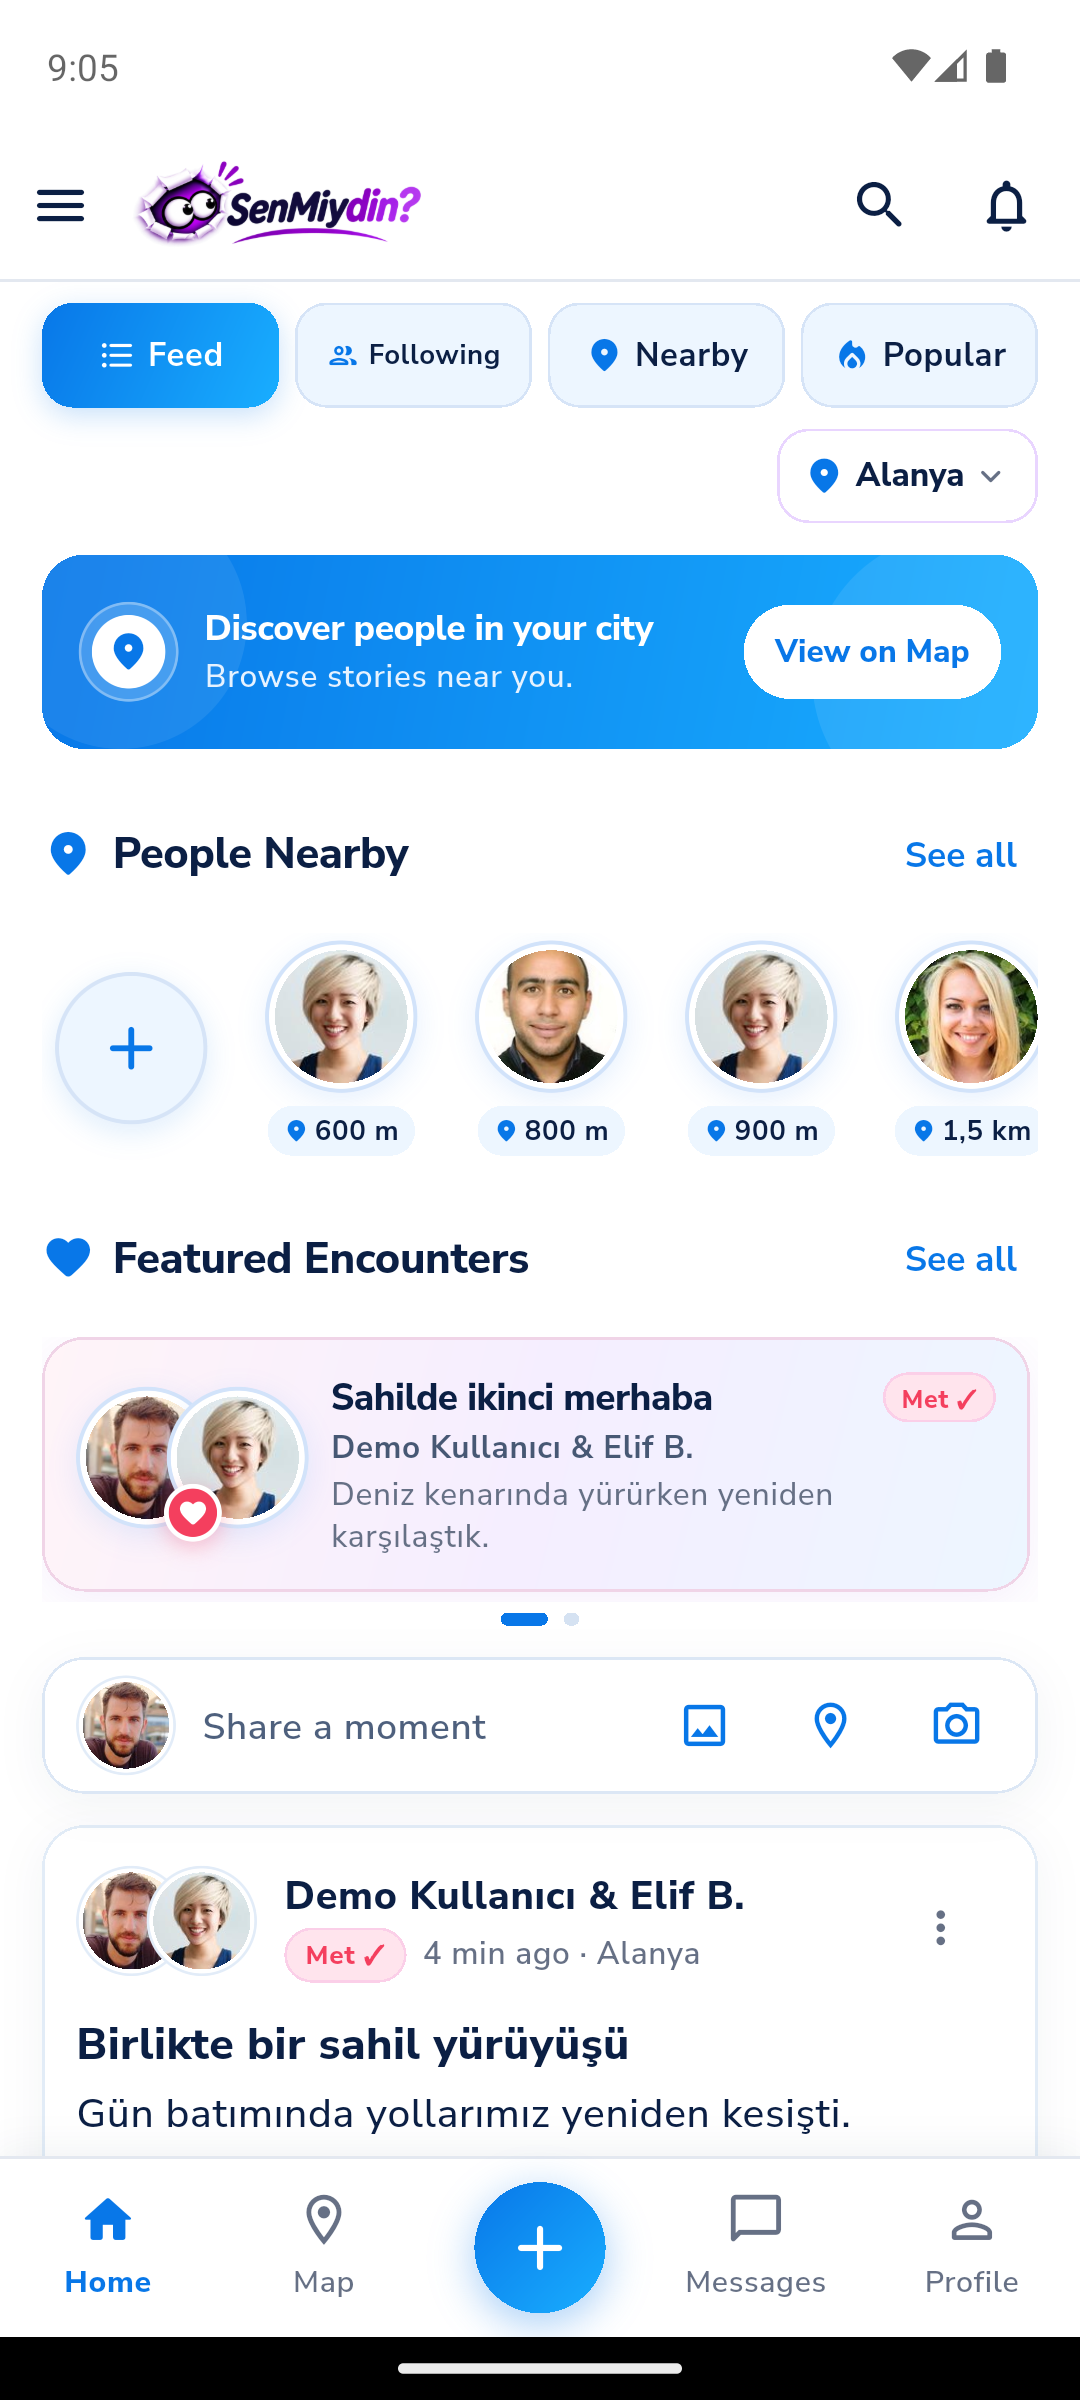 9:05
SenMiydin?
Feed
Following
Nearby
Popular
Alanya
Discover people in your city
Browse stories near you.
View on Map
People Nearby
See all
600 m
800 m
900 m
1,5 km
Featured Encounters
See all
Sahilde ikinci merhaba
Met ✓
Demo Kullanıcı & Elif B.
Deniz kenarında yürürken yeniden
karşılaştık.
Share a moment
Demo Kullanıcı & Elif B.
Met ✓ 4 min ago · Alanya
Birlikte bir sahil yürüyüşü
Gün batımında yollarımız yeniden kesişti.
Home
Map
Messages
Profile